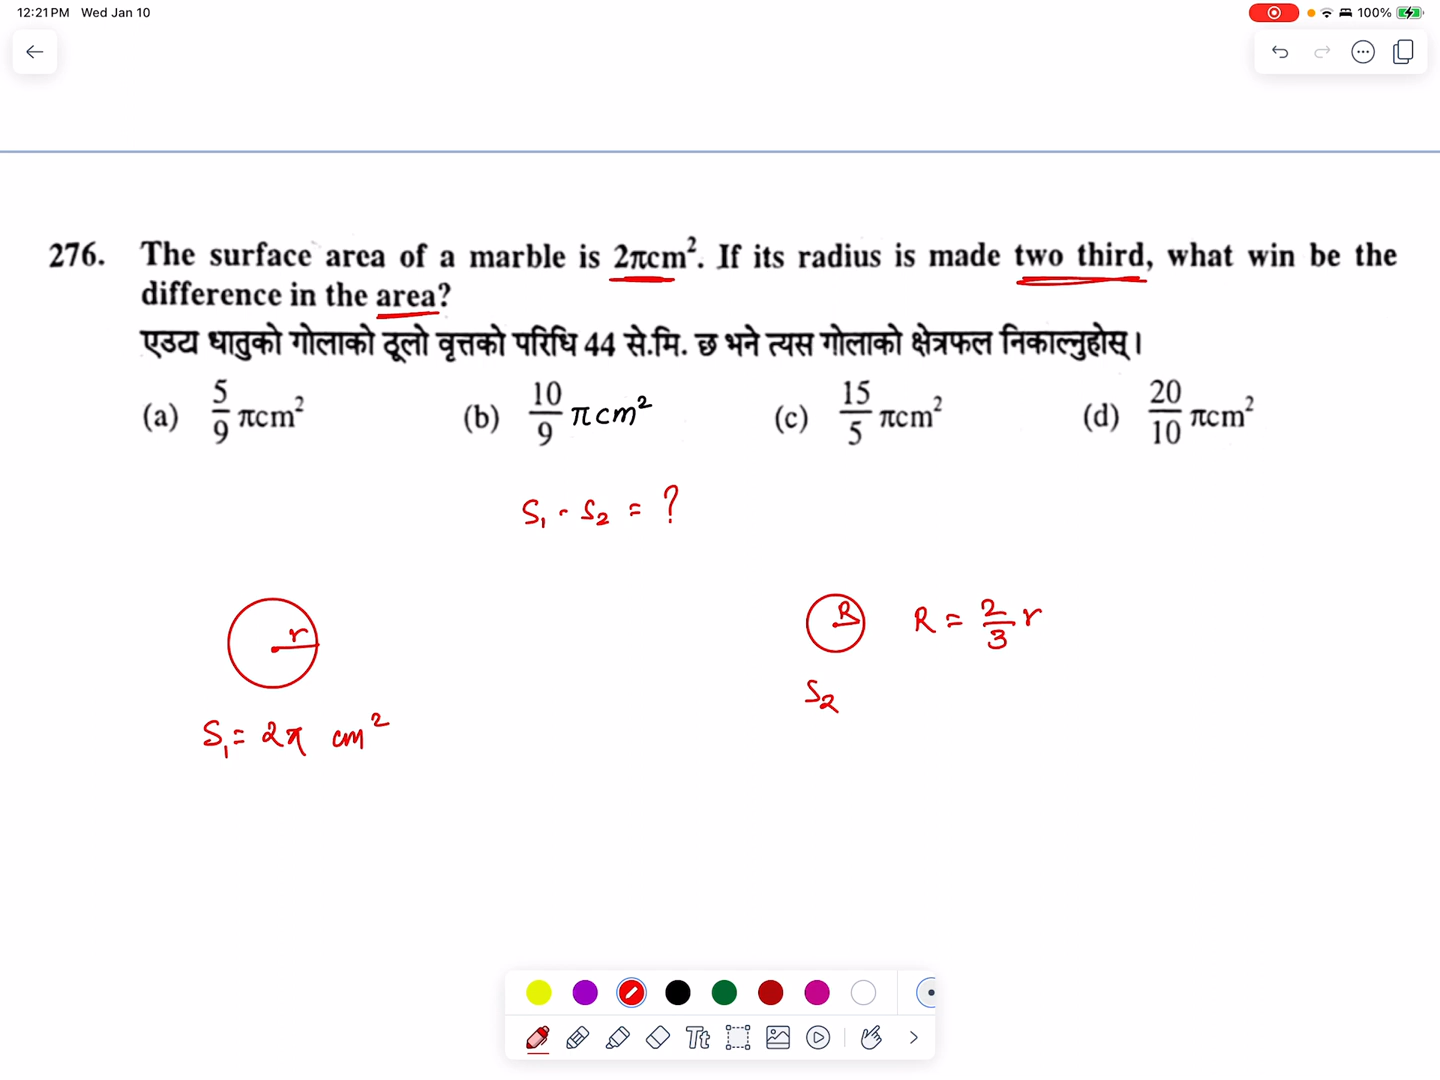 12:21 PM Wed Jan 10
100%
276. The surface area of a marble is 2πcm². If its radius is made two third, what win be the
difference in the area?
एउटा धातुको गोलाको ठूलो वृत्तको परिधि 44 से.मि. छ भने त्यस गोलाको क्षेत्रफल निकाल्नुहोस्।
(a) 5/9 πcm² (b) 10/9 πcm² (c) 15/5 πcm² (d) 20/10 πcm²
S₁ - S₂ = ?
r
R R = 2/3 r
S₂
S₁ = 2π cm²
Tt